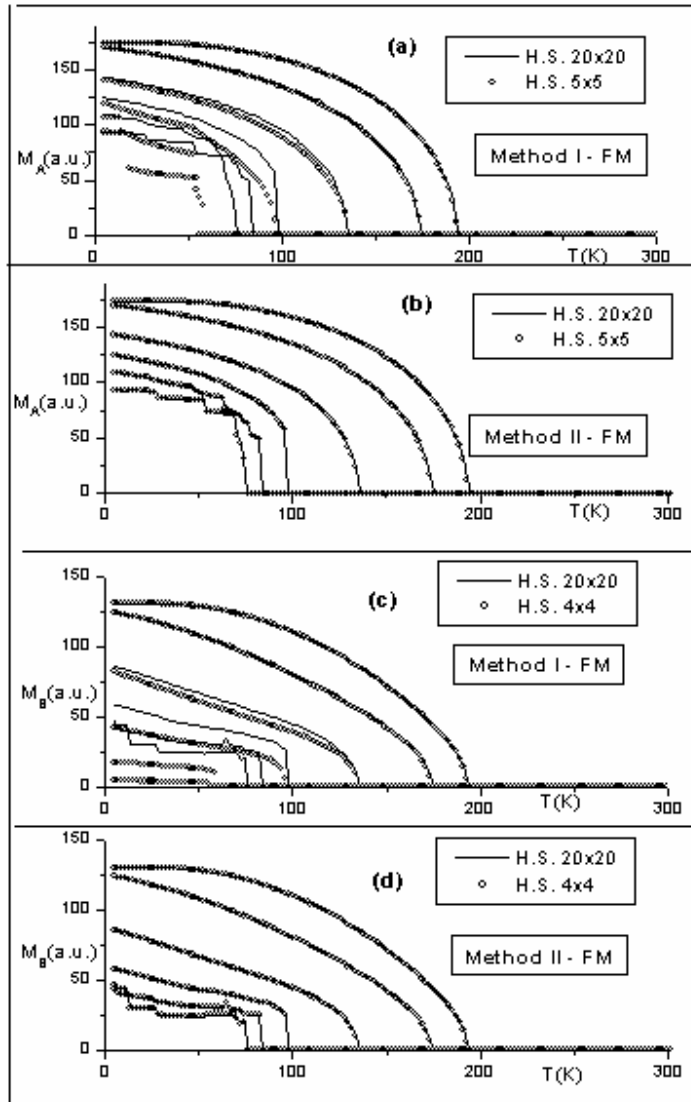 (a)
H.S. 20x20
H.S. 5x5
Method I - FM
M_A(a.u.)
150
100
50
0
0 100 200 300
T(K)
(b)
H.S. 20x20
H.S. 5x5
Method II - FM
M_A(a.u.)
150
100
50
0
0 100 200 300
T(K)
(c)
H.S. 20x20
H.S. 4x4
Method I - FM
M_B(a.u.)
150
100
50
0
0 100 200 300
T(K)
(d)
H.S. 20x20
H.S. 4x4
Method II - FM
M_B(a.u.)
150
100
50
0
0 100 200 300
T(K)